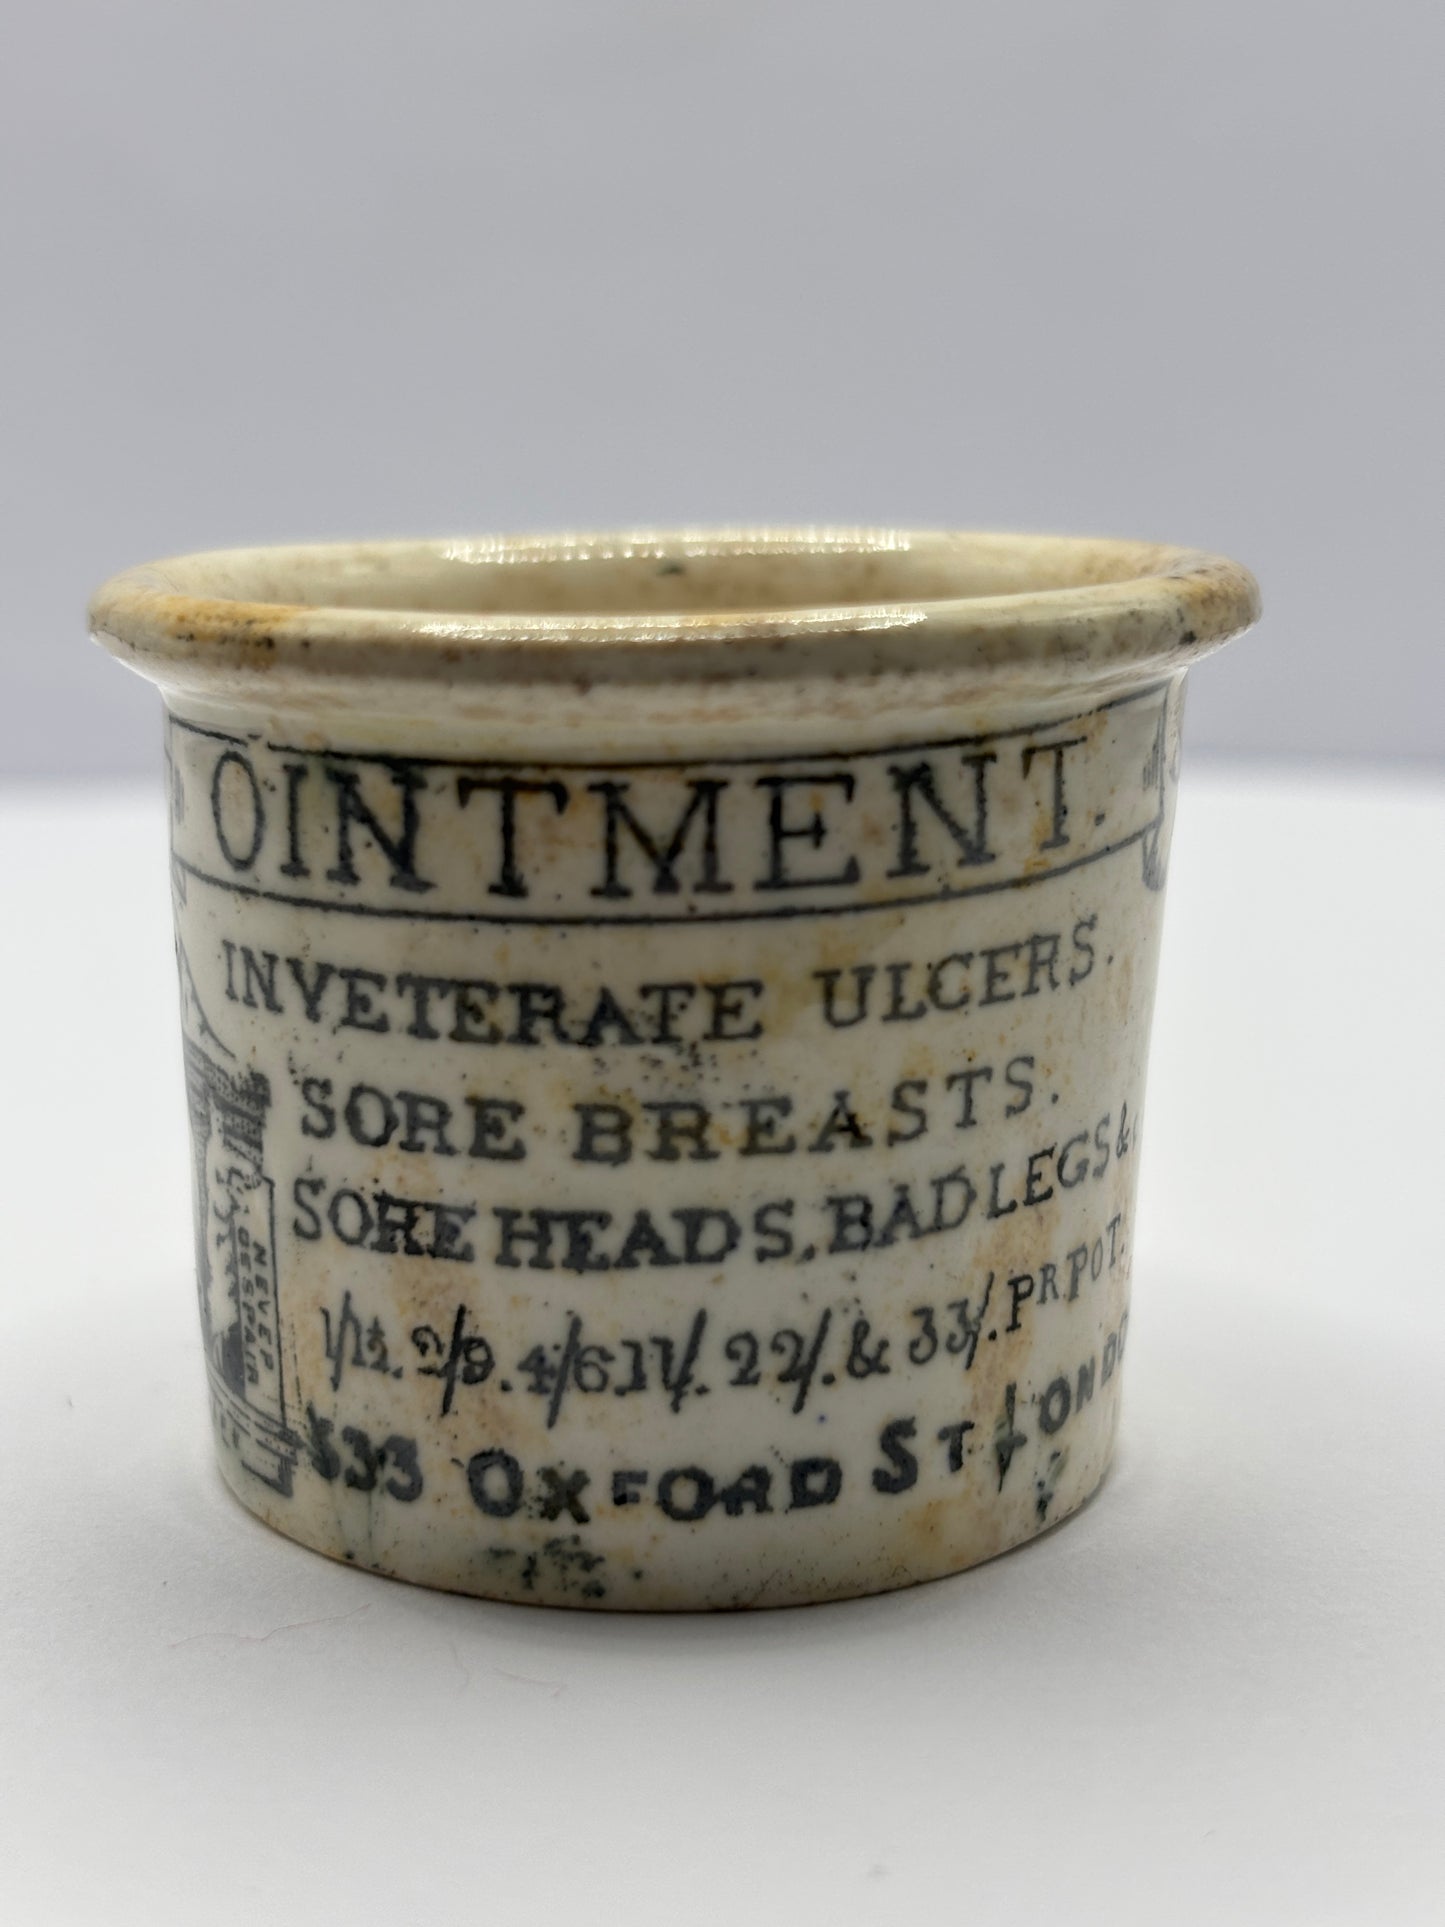 OINTMENT.
INVETERATE ULCERS.
SORE BREASTS.
SORE HEADS, BAD LEGS &
1/1½. 2/9. 4/6. 11/. 22/. & 33/. PR POT.
533 OXFORD ST LONDO
NEVER
DESPAIR